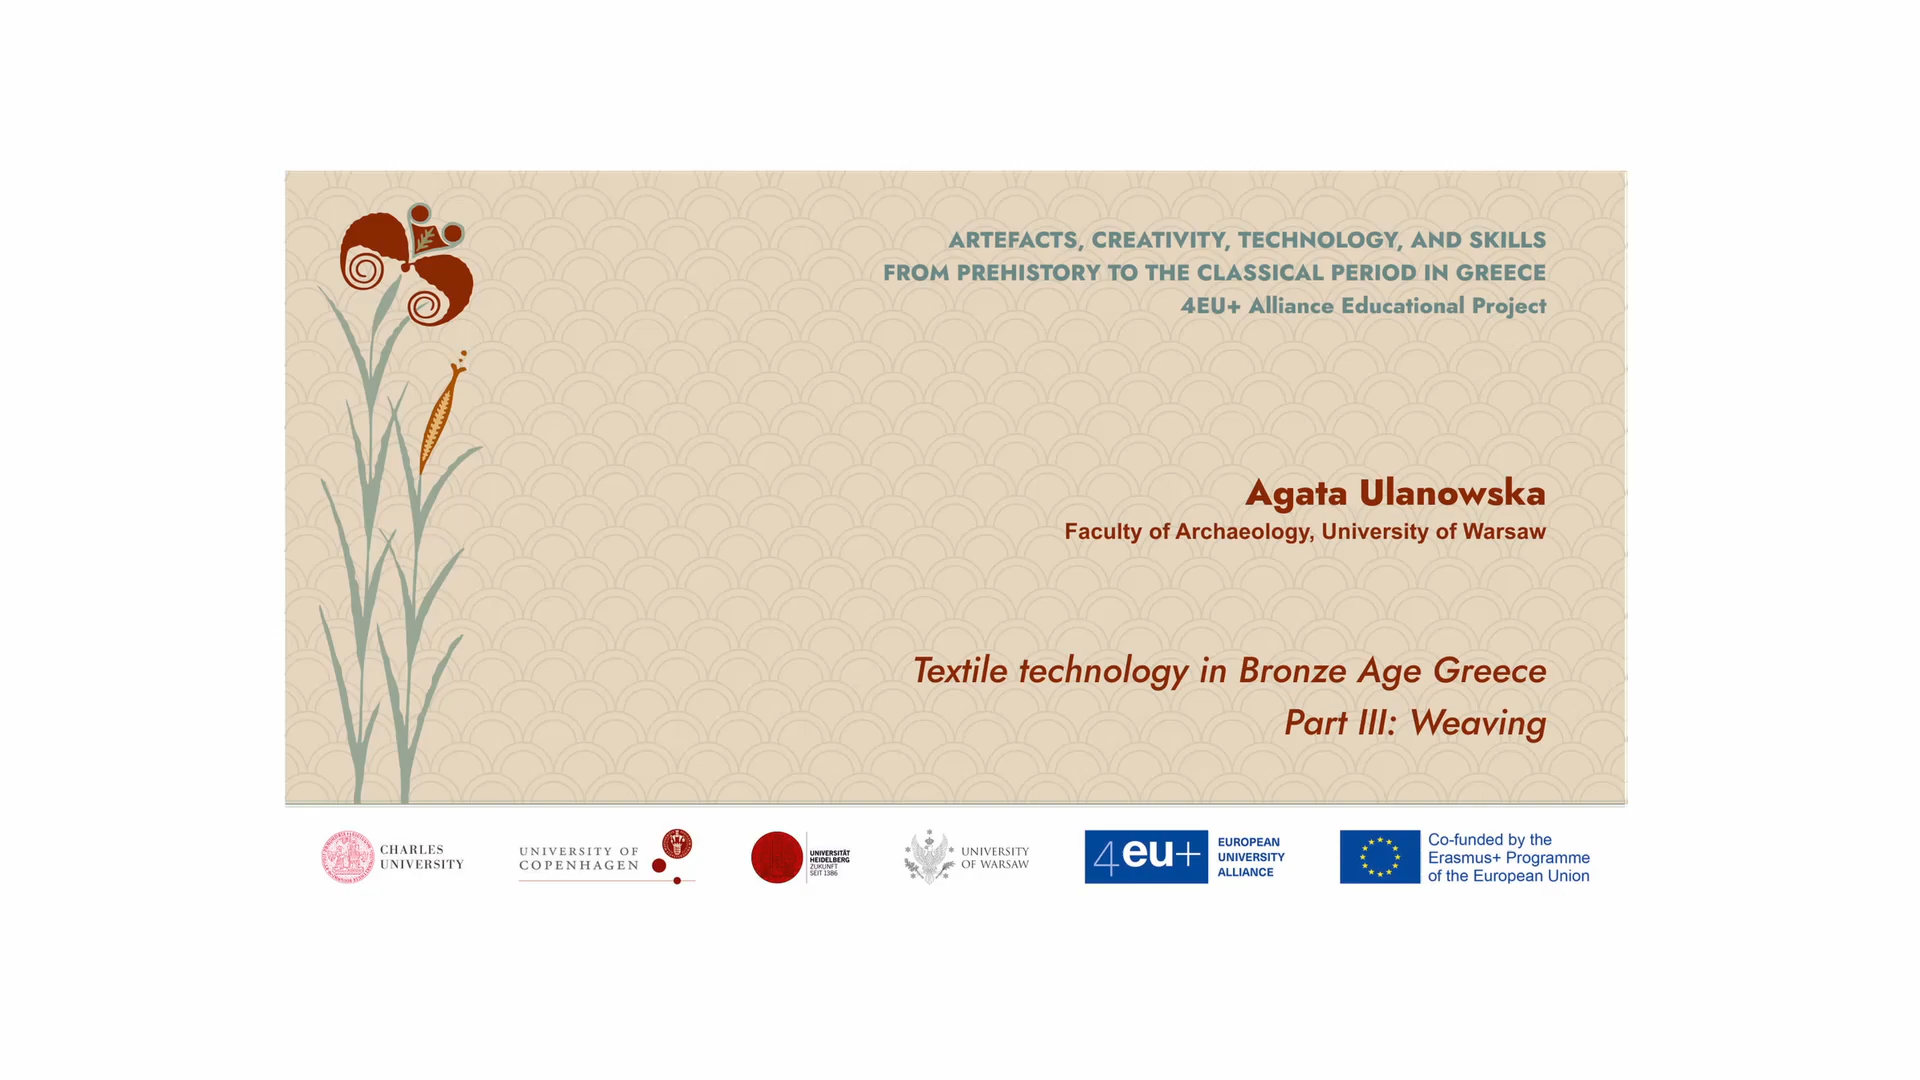 ARTEFACTS, CREATIVITY, TECHNOLOGY, AND SKILLS
FROM PREHISTORY TO THE CLASSICAL PERIOD IN GREECE
4EU+ Alliance Educational Project
Agata Ulanowska
Faculty of Archaeology, University of Warsaw
Textile technology in Bronze Age Greece
Part III: Weaving
CHARLES
UNIVERSITY
UNIVERSITY OF
COPENHAGEN
UNIVERSITÄT
HEIDELBERG
ZUKUNFT
SEIT 1386
UNIVERSITY
OF WARSAW
4eu+
EUROPEAN
UNIVERSITY
ALLIANCE
Co-funded by the
Erasmus+ Programme
of the European Union